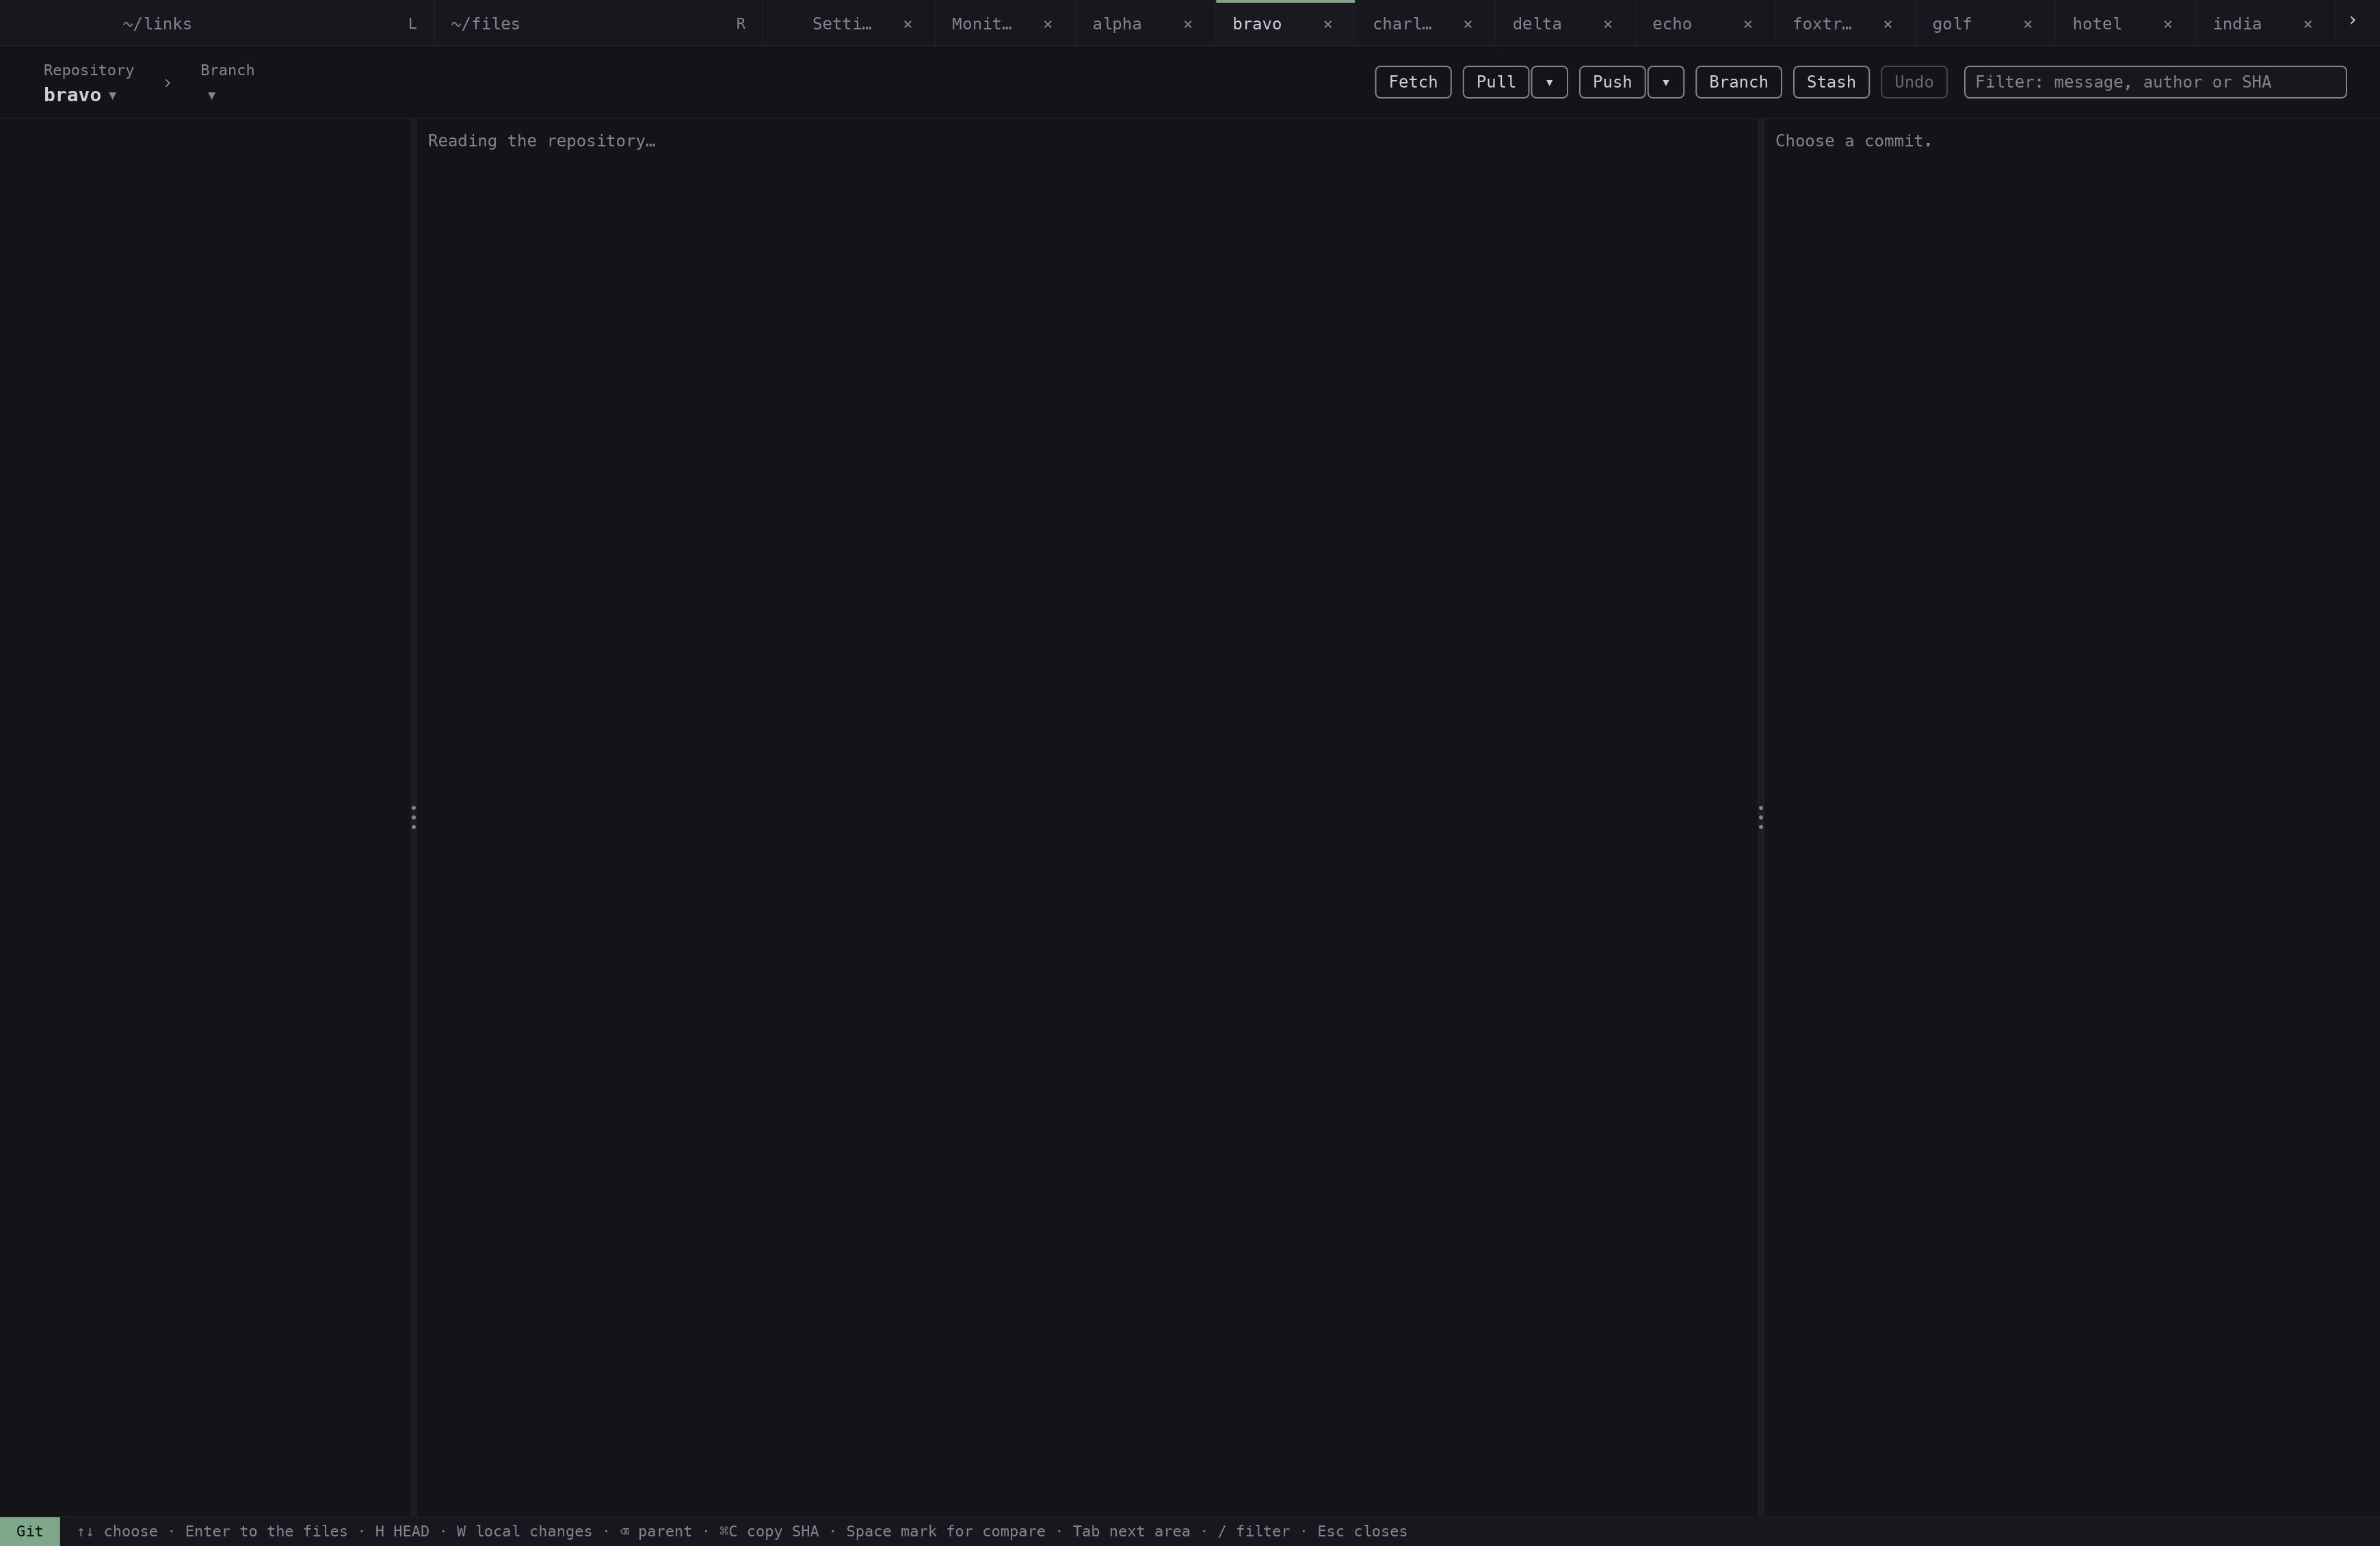 ~/links L ~/files R Setti… × Monit… × alpha × bravo × charl… × delta × echo × foxtr… × golf × hotel × india × ›
Repository › Branch
bravo ▾ ▾
Fetch Pull ▾ Push ▾ Branch Stash Undo Filter: message, author or SHA
Reading the repository…
Choose a commit.
Git ↑↓ choose · Enter to the files · H HEAD · W local changes · ⌫ parent · ⌘C copy SHA · Space mark for compare · Tab next area · / filter · Esc closes